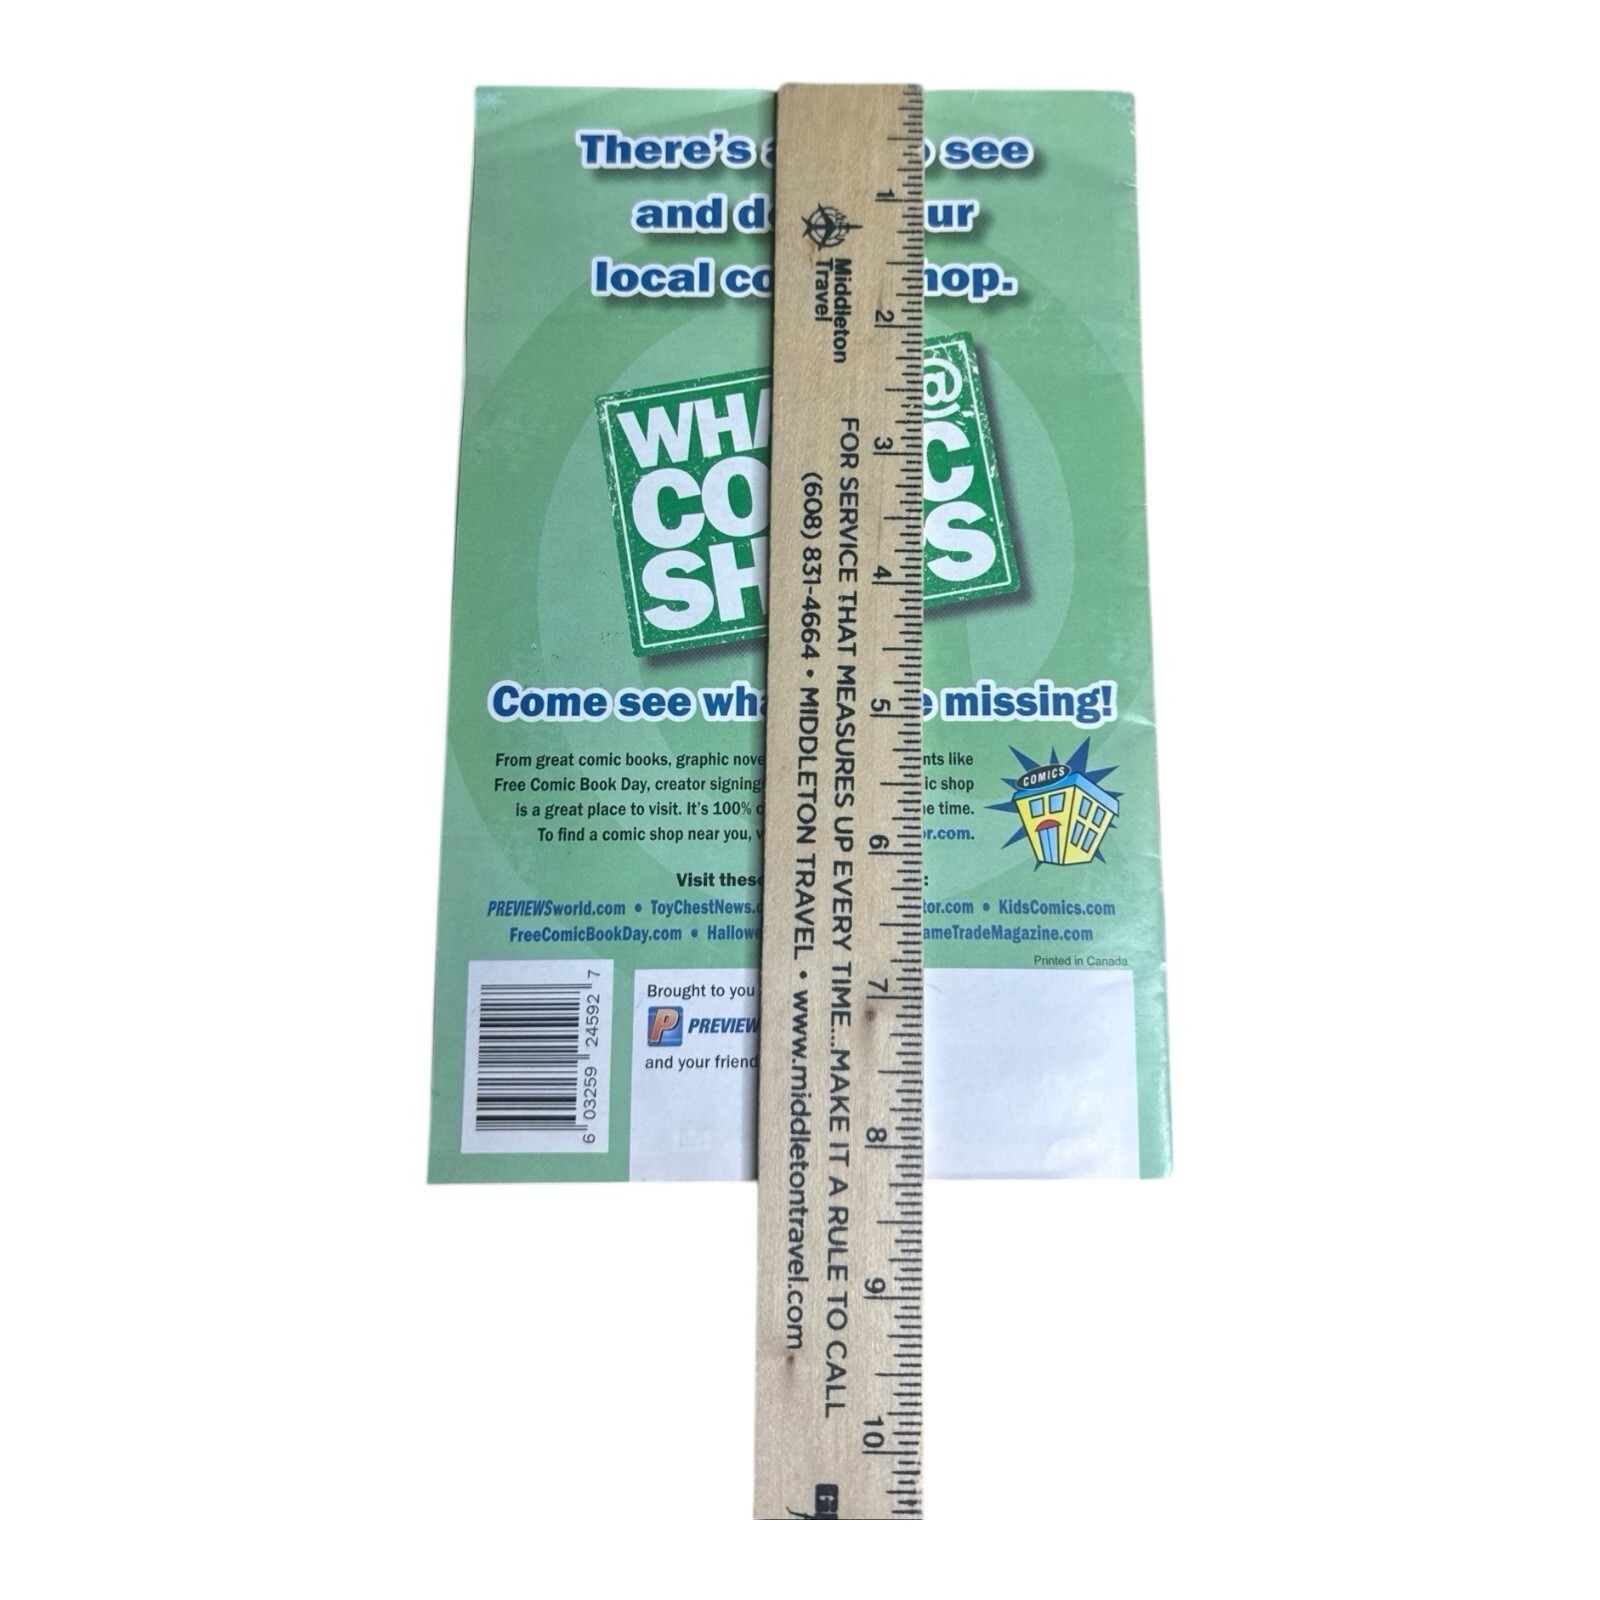 There's see
and d ur
local co hop.
WHA @
CO C
SH S
Come see wha e missing!
From great comic books, graphic nove nts like
Free Comic Book Day, creator signing ic shop
is a great place to visit. It's 100% e time.
To find a comic shop near you, r.com.
COMICS
Visit these :
PREVIEWSworld.com • ToyChestNews. tor.com • KidsComics.com
FreeComicBookDay.com • Hallowe ameTradeMagazine.com
Printed in Canada
6 03259 24592 7
Brought to you
P PREVIEW
and your friend
Middleton
Travel
FOR SERVICE THAT MEASURES UP EVERY TIME...MAKE IT A RULE TO CALL
(608) 831-4664 • MIDDLETON TRAVEL • www.middletontravel.com
1
2
3
4
5
6
7
8
9
10